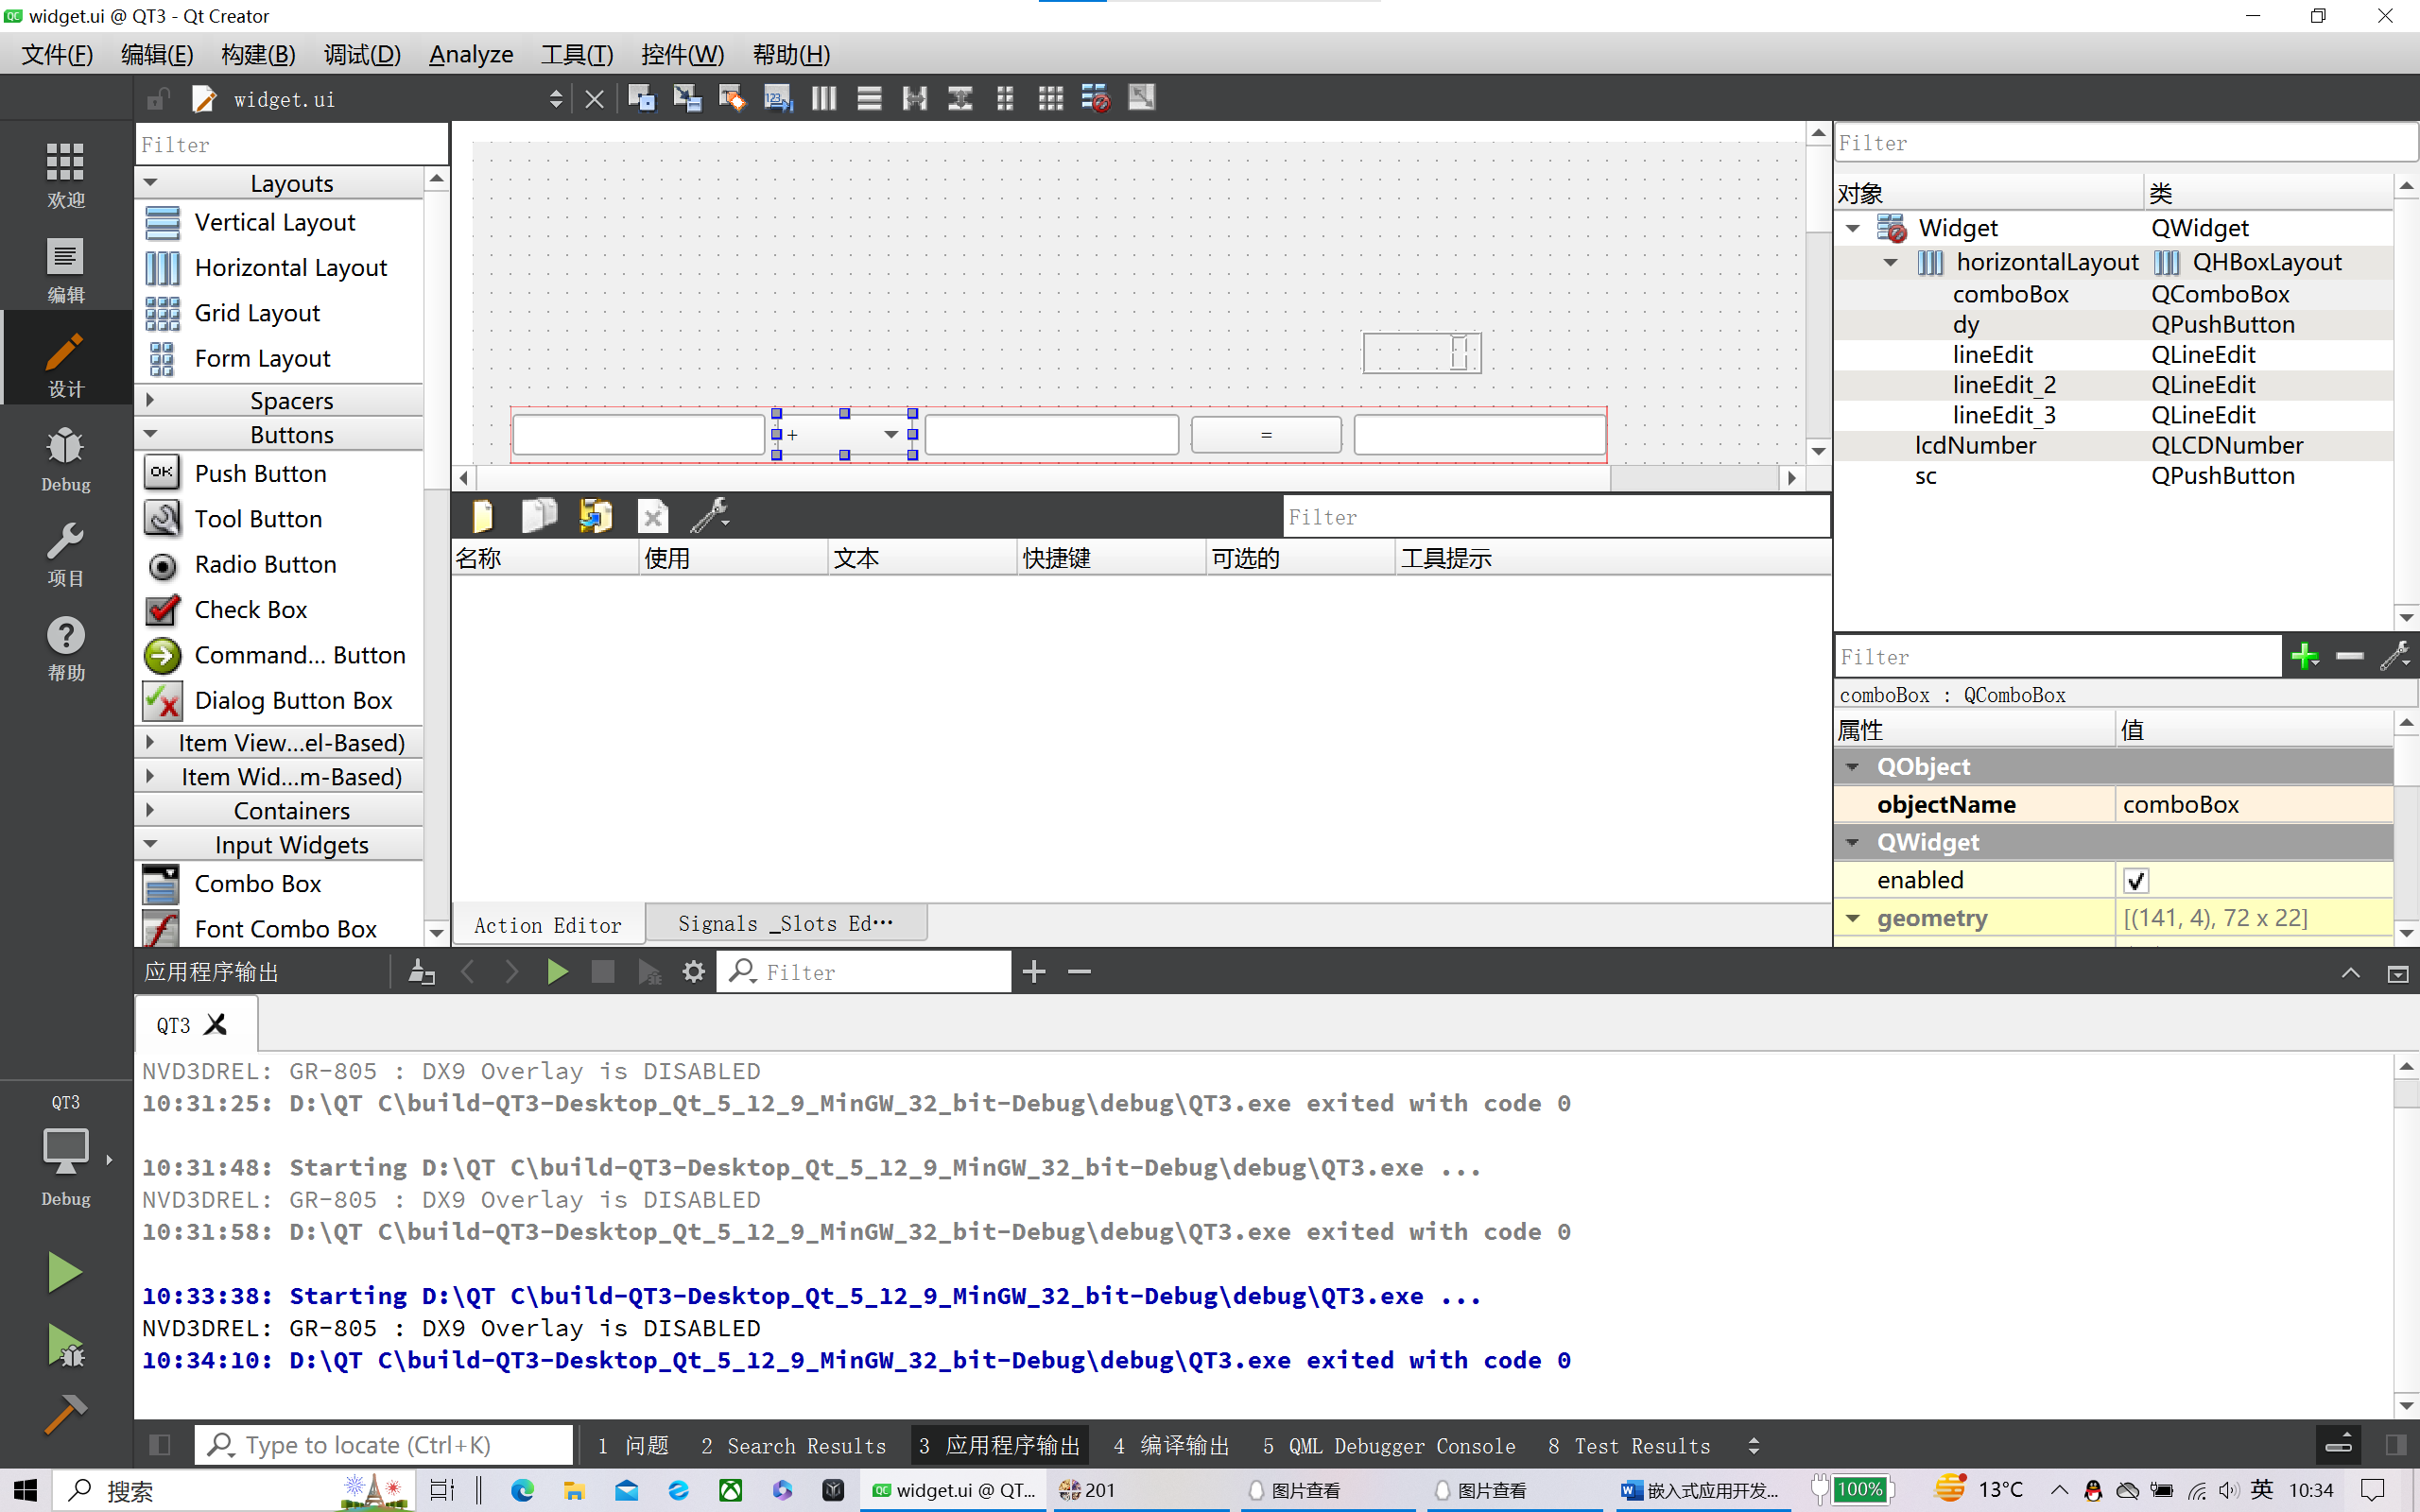 widget.ui @ QT3 - Qt Creator
文件(F) 编辑(E) 构建(B) 调试(D) Analyze 工具(T) 控件(W) 帮助(H)
widget.ui
欢迎
编辑
设计
Debug
项目
帮助
QT3
Debug
Filter
Layouts
Vertical Layout
Horizontal Layout
Grid Layout
Form Layout
Spacers
Buttons
OK Push Button
Tool Button
Radio Button
Check Box
Command... Button
Dialog Button Box
Item View...el-Based)
Item Wid...m-Based)
Containers
Input Widgets
Combo Box
Font Combo Box
0
+ =
Filter
名称 使用 文本 快捷键 可选的 工具提示
Action Editor Signals _Slots Ed…
Filter
对象 类
Widget QWidget
horizontalLayout QHBoxLayout
comboBox QComboBox
dy QPushButton
lineEdit QLineEdit
lineEdit_2 QLineEdit
lineEdit_3 QLineEdit
lcdNumber QLCDNumber
sc QPushButton
Filter
comboBox : QComboBox
属性 值
QObject
objectName comboBox
QWidget
enabled
geometry [(141, 4), 72 x 22]
应用程序输出 Filter
QT3
NVD3DREL: GR-805 : DX9 Overlay is DISABLED
10:31:25: D:\QT C\build-QT3-Desktop_Qt_5_12_9_MinGW_32_bit-Debug\debug\QT3.exe exited with code 0
10:31:48: Starting D:\QT C\build-QT3-Desktop_Qt_5_12_9_MinGW_32_bit-Debug\debug\QT3.exe ...
NVD3DREL: GR-805 : DX9 Overlay is DISABLED
10:31:58: D:\QT C\build-QT3-Desktop_Qt_5_12_9_MinGW_32_bit-Debug\debug\QT3.exe exited with code 0
10:33:38: Starting D:\QT C\build-QT3-Desktop_Qt_5_12_9_MinGW_32_bit-Debug\debug\QT3.exe ...
NVD3DREL: GR-805 : DX9 Overlay is DISABLED
10:34:10: D:\QT C\build-QT3-Desktop_Qt_5_12_9_MinGW_32_bit-Debug\debug\QT3.exe exited with code 0
Type to locate (Ctrl+K) 1 问题 2 Search Results 3 应用程序输出 4 编译输出 5 QML Debugger Console 8 Test Results
搜索 widget.ui @ QT... 201 图片查看 图片查看 嵌入式应用开发... 100% 13°C 英 10:34